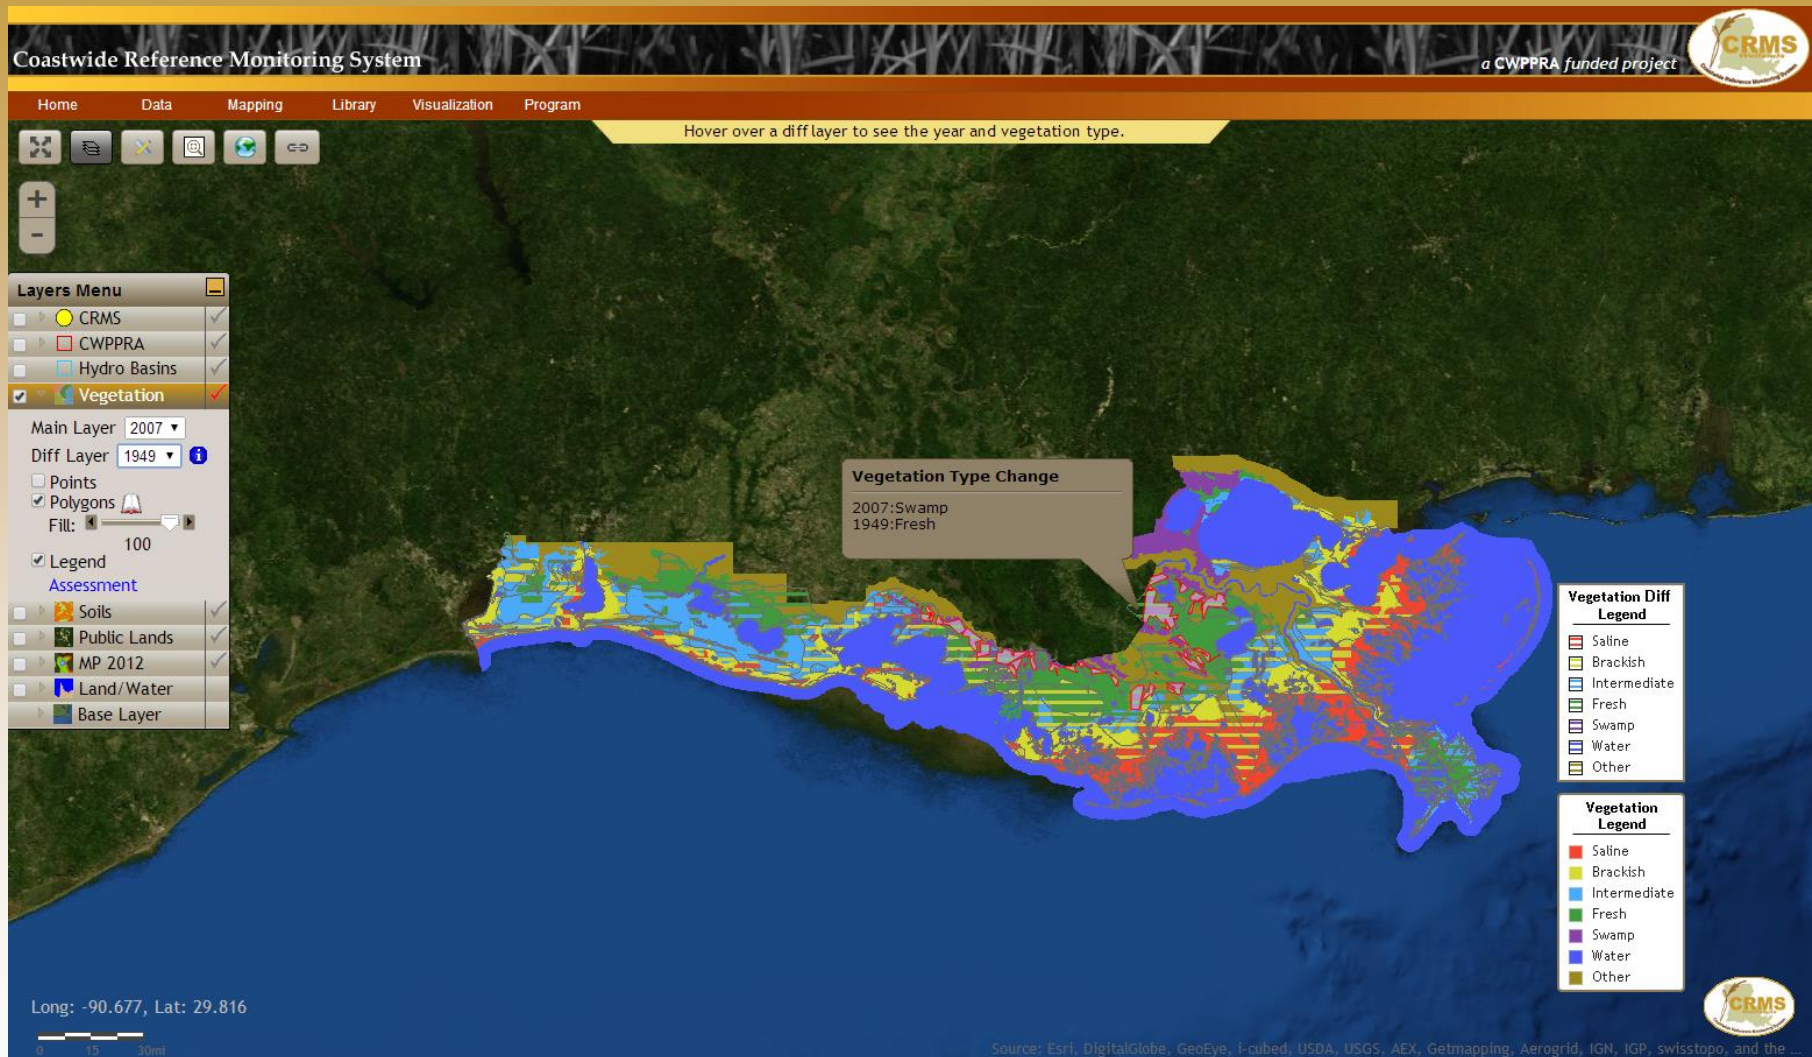 Coastwide Reference Monitoring System
a CWPPRA funded project
CRMS
Home Data Mapping Library Visualization Program
Hover over a diff layer to see the year and vegetation type.
+
-
Layers Menu
CRMS
CWPPRA
Hydro Basins
Vegetation
Main Layer 2007
Diff Layer 1949 i
Points
Polygons
Fill:
100
Legend
Assessment
Soils
Public Lands
MP 2012
Land/Water
Base Layer
Vegetation Type Change
2007:Swamp
1949:Fresh
Vegetation Diff
Legend
Saline
Brackish
Intermediate
Fresh
Swamp
Water
Other
Vegetation
Legend
Saline
Brackish
Intermediate
Fresh
Swamp
Water
Other
Long: -90.677, Lat: 29.816
0 15 30mi
CRMS
Source: Esri, DigitalGlobe, GeoEye, i-cubed, USDA, USGS, AEX, Getmapping, Aerogrid, IGN, IGP, swisstopo, and the ...